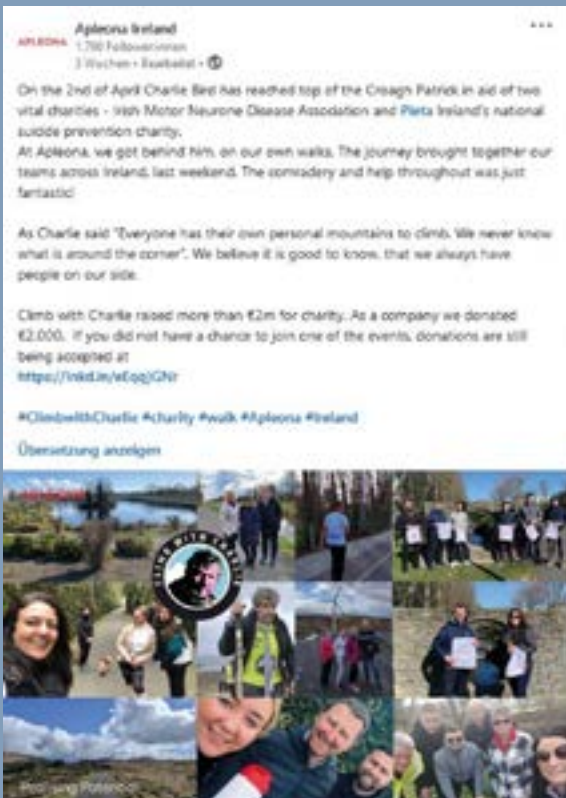 Apleona Ireland
APLEONA
1.700 Follower:innen
3 Wochen • Bearbeitet •
On the 2nd of April Charlie Bird has reached top of the Croagh Patrick in aid of two
vital charities - Irish Motor Neurone Disease Association and Pieta Ireland's national
suicide prevention charity.
At Apleona, we got behind him, on our own walks. The journey brought together our
teams across Ireland, last weekend. The comradery and help throughout was just
fantastic!
As Charlie said "Everyone has their own personal mountains to climb. We never know
what is around the corner". We believe it is good to know, that we always have
people on our side.
Climb with Charlie raised more than €2m for charity. As a company we donated
€2.000. If you did not have a chance to join one of the events, donations are still
being accepted at
#ClimbwithCharlie #charity #walk #Apleona #Ireland
Übersetzung anzeigen
APLEONA
CLIMB WITH CHARLIE